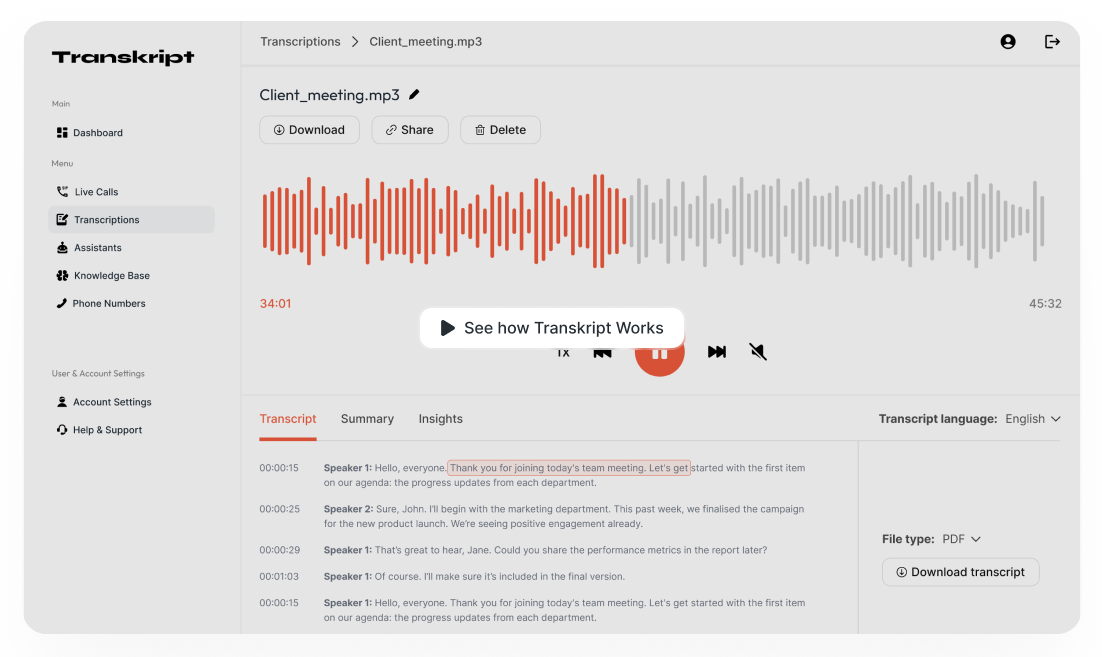 Transkript
Main
Dashboard
Menu
Live Calls
Transcriptions
Assistants
Knowledge Base
Phone Numbers
User & Account Settings
Account Settings
Help & Support
Transcriptions > Client_meeting.mp3
Client_meeting.mp3
Download Share Delete
34:01 45:32
See how Transkript Works
1X
Transcript Summary Insights Transcript language: English
00:00:15 Speaker 1: Hello, everyone. Thank you for joining today's team meeting. Let's get started with the first item
on our agenda: the progress updates from each department.
00:00:25 Speaker 2: Sure, John. I'll begin with the marketing department. This past week, we finalised the campaign
for the new product launch. We're seeing positive engagement already.
00:00:29 Speaker 1: That's great to hear, Jane. Could you share the performance metrics in the report later?
00:01:03 Speaker 1: Of course. I'll make sure it's included in the final version.
00:00:15 Speaker 1: Hello, everyone. Thank you for joining today's team meeting. Let's get started with the first item
on our agenda: the progress updates from each department.
File type: PDF
Download transcript